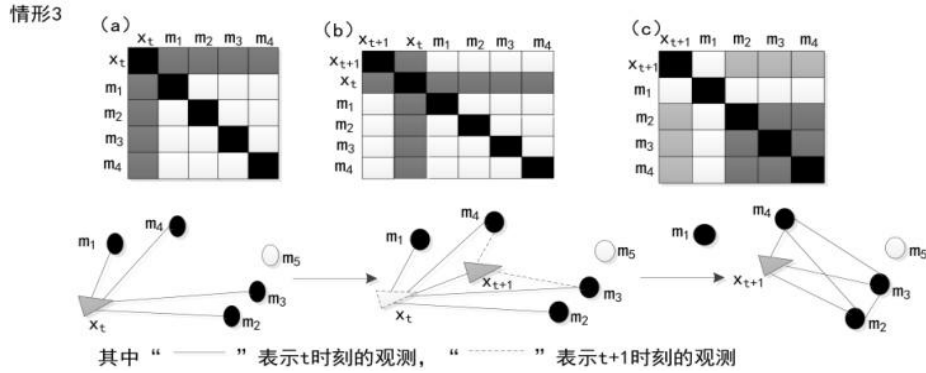 情形3
(a)
(b)
(c)
x_t m_1 m_2 m_3 m_4
x_t
m_1
m_2
m_3
m_4
x_{t+1} x_t m_1 m_2 m_3 m_4
x_{t+1}
x_t
m_1
m_2
m_3
m_4
x_{t+1} m_1 m_2 m_3 m_4
x_{t+1}
m_1
m_2
m_3
m_4
m_1
m_4
m_5
m_3
m_2
x_t
m_1
m_4
m_5
x_{t+1}
m_3
m_2
x_t
m_1
m_4
m_5
x_{t+1}
m_3
m_2
其中“ —— ”表示t时刻的观测,“ ------ ”表示t+1时刻的观测